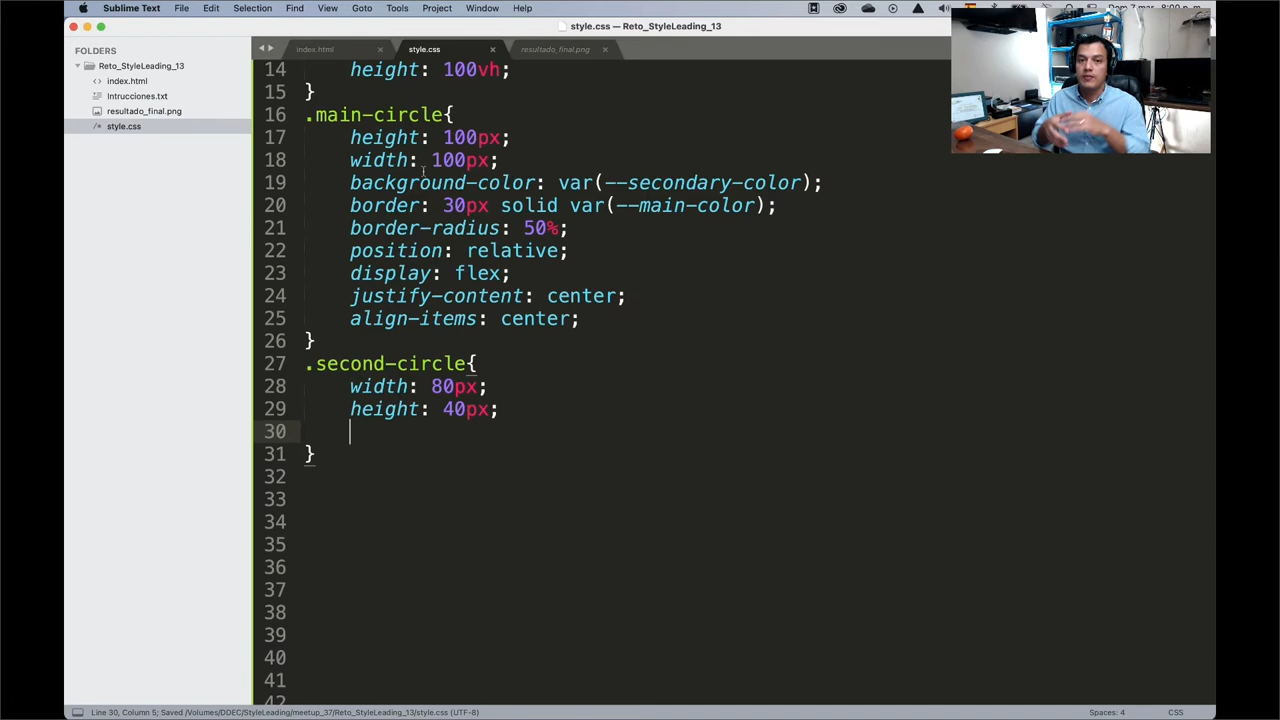 Sublime Text File Edit Selection Find View Goto Tools Project Window Help
style.css — Reto_StyleLeading_13
FOLDERS
Reto_StyleLeading_13
index.html
Intrucciones.txt
resultado_final.png
style.css
index.html
style.css
resultado_final.png
14 height: 100vh;
15 }
16 .main-circle{
17 height: 100px;
18 width: 100px;
19 background-color: var(--secondary-color);
20 border: 30px solid var(--main-color);
21 border-radius: 50%;
22 position: relative;
23 display: flex;
24 justify-content: center;
25 align-items: center;
26 }
27 .second-circle{
28 width: 80px;
29 height: 40px;
30
31 }
32
33
34
35
36
37
38
39
40
41
42
Line 30, Column 5; Saved /Volumes/DDEC/StyleLeading/meetup_37/Reto_StyleLeading_13/style.css (UTF-8)
Spaces: 4
CSS